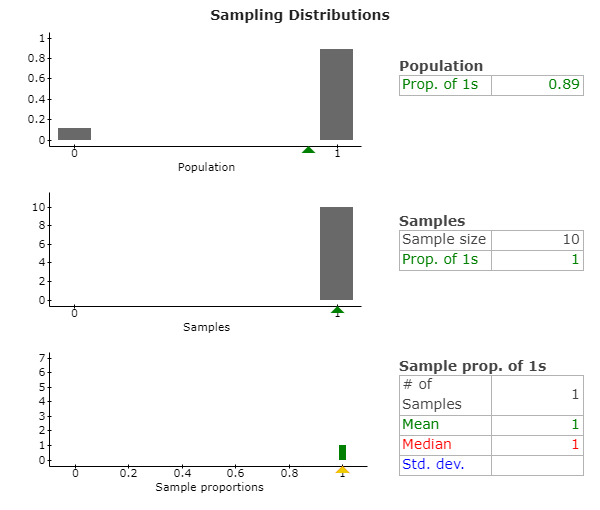 Sampling Distributions
1
0.8
0.6
0.4
0.2
0
0 1
Population
Population
Prop. of 1s 0.89
10
8
6
4
2
0
0 1
Samples
Samples
Sample size 10
Prop. of 1s 1
7
6
5
4
3
2
1
0
0 0.2 0.4 0.6 0.8 1
Sample proportions
Sample prop. of 1s
# of
Samples 1
Mean 1
Median 1
Std. dev.